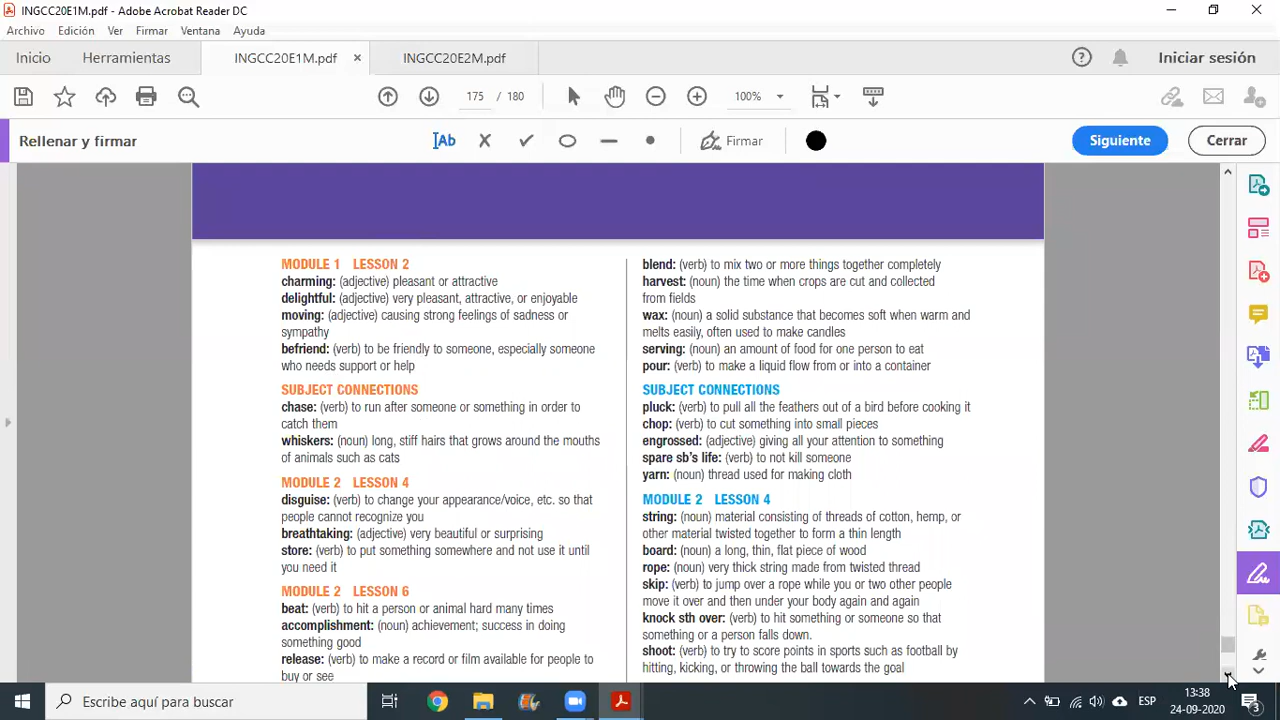 INGCC20E1M.pdf - Adobe Acrobat Reader DC
Archivo Edición Ver Firmar Ventana Ayuda
Inicio Herramientas INGCC20E1M.pdf × INGCC20E2M.pdf Iniciar sesión
175 / 180 100%
Rellenar y firmar Ab Firmar Siguiente Cerrar
MODULE 1 LESSON 2
charming: (adjective) pleasant or attractive
delightful: (adjective) very pleasant, attractive, or enjoyable
moving: (adjective) causing strong feelings of sadness or
sympathy
befriend: (verb) to be friendly to someone, especially someone
who needs support or help
SUBJECT CONNECTIONS
chase: (verb) to run after someone or something in order to
catch them
whiskers: (noun) long, stiff hairs that grows around the mouths
of animals such as cats
MODULE 2 LESSON 4
disguise: (verb) to change your appearance/voice, etc. so that
people cannot recognize you
breathtaking: (adjective) very beautiful or surprising
store: (verb) to put something somewhere and not use it until
you need it
MODULE 2 LESSON 6
beat: (verb) to hit a person or animal hard many times
accomplishment: (noun) achievement; success in doing
something good
release: (verb) to make a record or film available for people to
buy or see
blend: (verb) to mix two or more things together completely
harvest: (noun) the time when crops are cut and collected
from fields
wax: (noun) a solid substance that becomes soft when warm and
melts easily, often used to make candles
serving: (noun) an amount of food for one person to eat
pour: (verb) to make a liquid flow from or into a container
SUBJECT CONNECTIONS
pluck: (verb) to pull all the feathers out of a bird before cooking it
chop: (verb) to cut something into small pieces
engrossed: (adjective) giving all your attention to something
spare sb's life: (verb) to not kill someone
yarn: (noun) thread used for making cloth
MODULE 2 LESSON 4
string: (noun) material consisting of threads of cotton, hemp, or
other material twisted together to form a thin length
board: (noun) a long, thin, flat piece of wood
rope: (noun) very thick string made from twisted thread
skip: (verb) to jump over a rope while you or two other people
move it over and then under your body again and again
knock sth over: (verb) to hit something or someone so that
something or a person falls down.
shoot: (verb) to try to score points in sports such as football by
hitting, kicking, or throwing the ball towards the goal
Escribe aquí para buscar ESP 13:38
24-09-2020 3